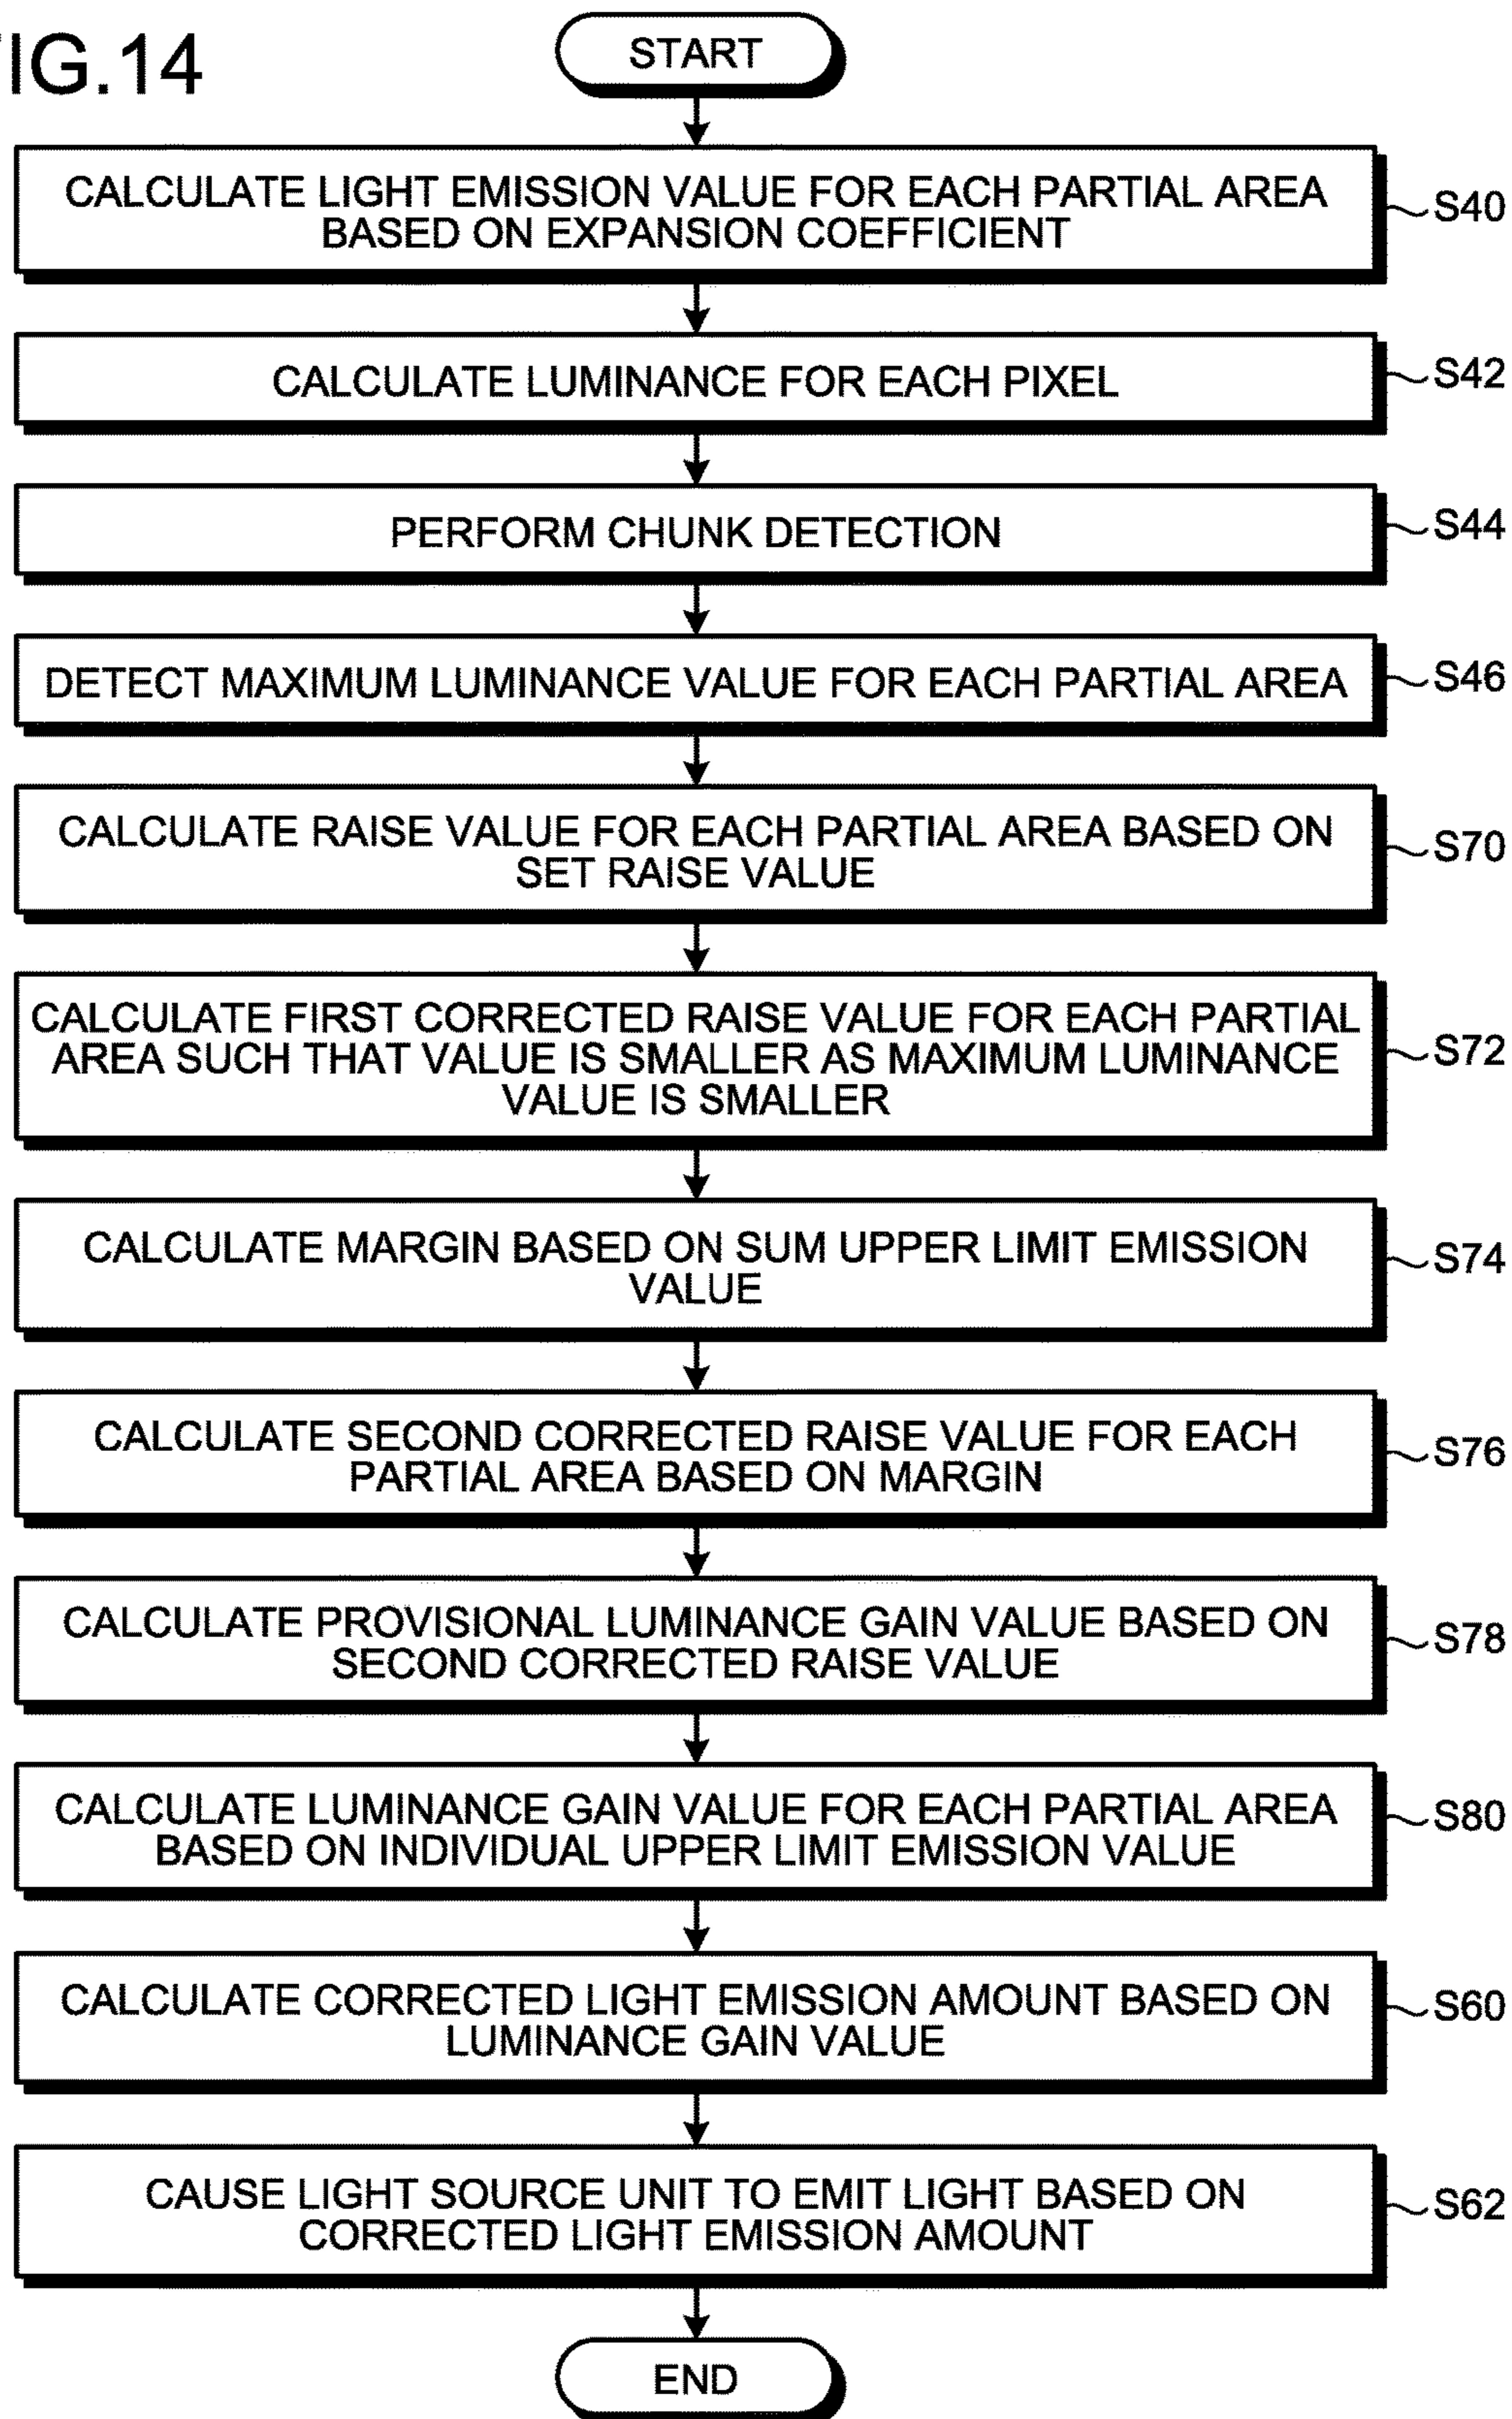 FIG.14
START
CALCULATE LIGHT EMISSION VALUE FOR EACH PARTIAL AREA
BASED ON EXPANSION COEFFICIENT
S40
CALCULATE LUMINANCE FOR EACH PIXEL
S42
PERFORM CHUNK DETECTION
S44
DETECT MAXIMUM LUMINANCE VALUE FOR EACH PARTIAL AREA
S46
CALCULATE RAISE VALUE FOR EACH PARTIAL AREA BASED ON
SET RAISE VALUE
S70
CALCULATE FIRST CORRECTED RAISE VALUE FOR EACH PARTIAL
AREA SUCH THAT VALUE IS SMALLER AS MAXIMUM LUMINANCE
VALUE IS SMALLER
S72
CALCULATE MARGIN BASED ON SUM UPPER LIMIT EMISSION
VALUE
S74
CALCULATE SECOND CORRECTED RAISE VALUE FOR EACH
PARTIAL AREA BASED ON MARGIN
S76
CALCULATE PROVISIONAL LUMINANCE GAIN VALUE BASED ON
SECOND CORRECTED RAISE VALUE
S78
CALCULATE LUMINANCE GAIN VALUE FOR EACH PARTIAL AREA
BASED ON INDIVIDUAL UPPER LIMIT EMISSION VALUE
S80
CALCULATE CORRECTED LIGHT EMISSION AMOUNT BASED ON
LUMINANCE GAIN VALUE
S60
CAUSE LIGHT SOURCE UNIT TO EMIT LIGHT BASED ON
CORRECTED LIGHT EMISSION AMOUNT
S62
END